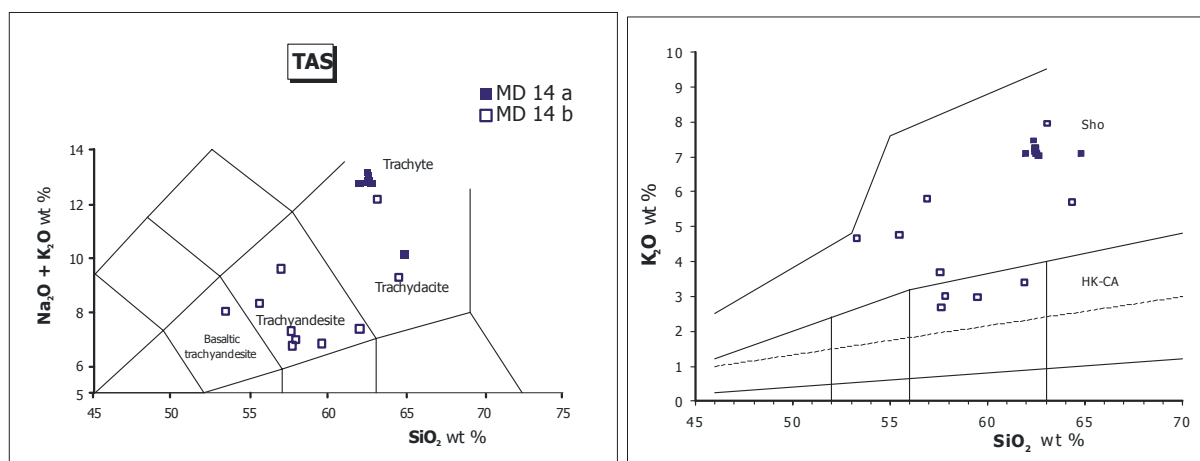 TAS
■ MD 14 a
□ MD 14 b
Na₂O + K₂O wt %
14
12
10
8
6
5
Trachyte
Trachydacite
Trachyandesite
Basaltic
trachyandesite
45 50 55 60 65 70 75
SiO₂ wt %
K₂O wt %
10
9
8
7
6
5
4
3
2
1
0
Sho
HK-CA
45 50 55 60 65 70
SiO₂ wt %